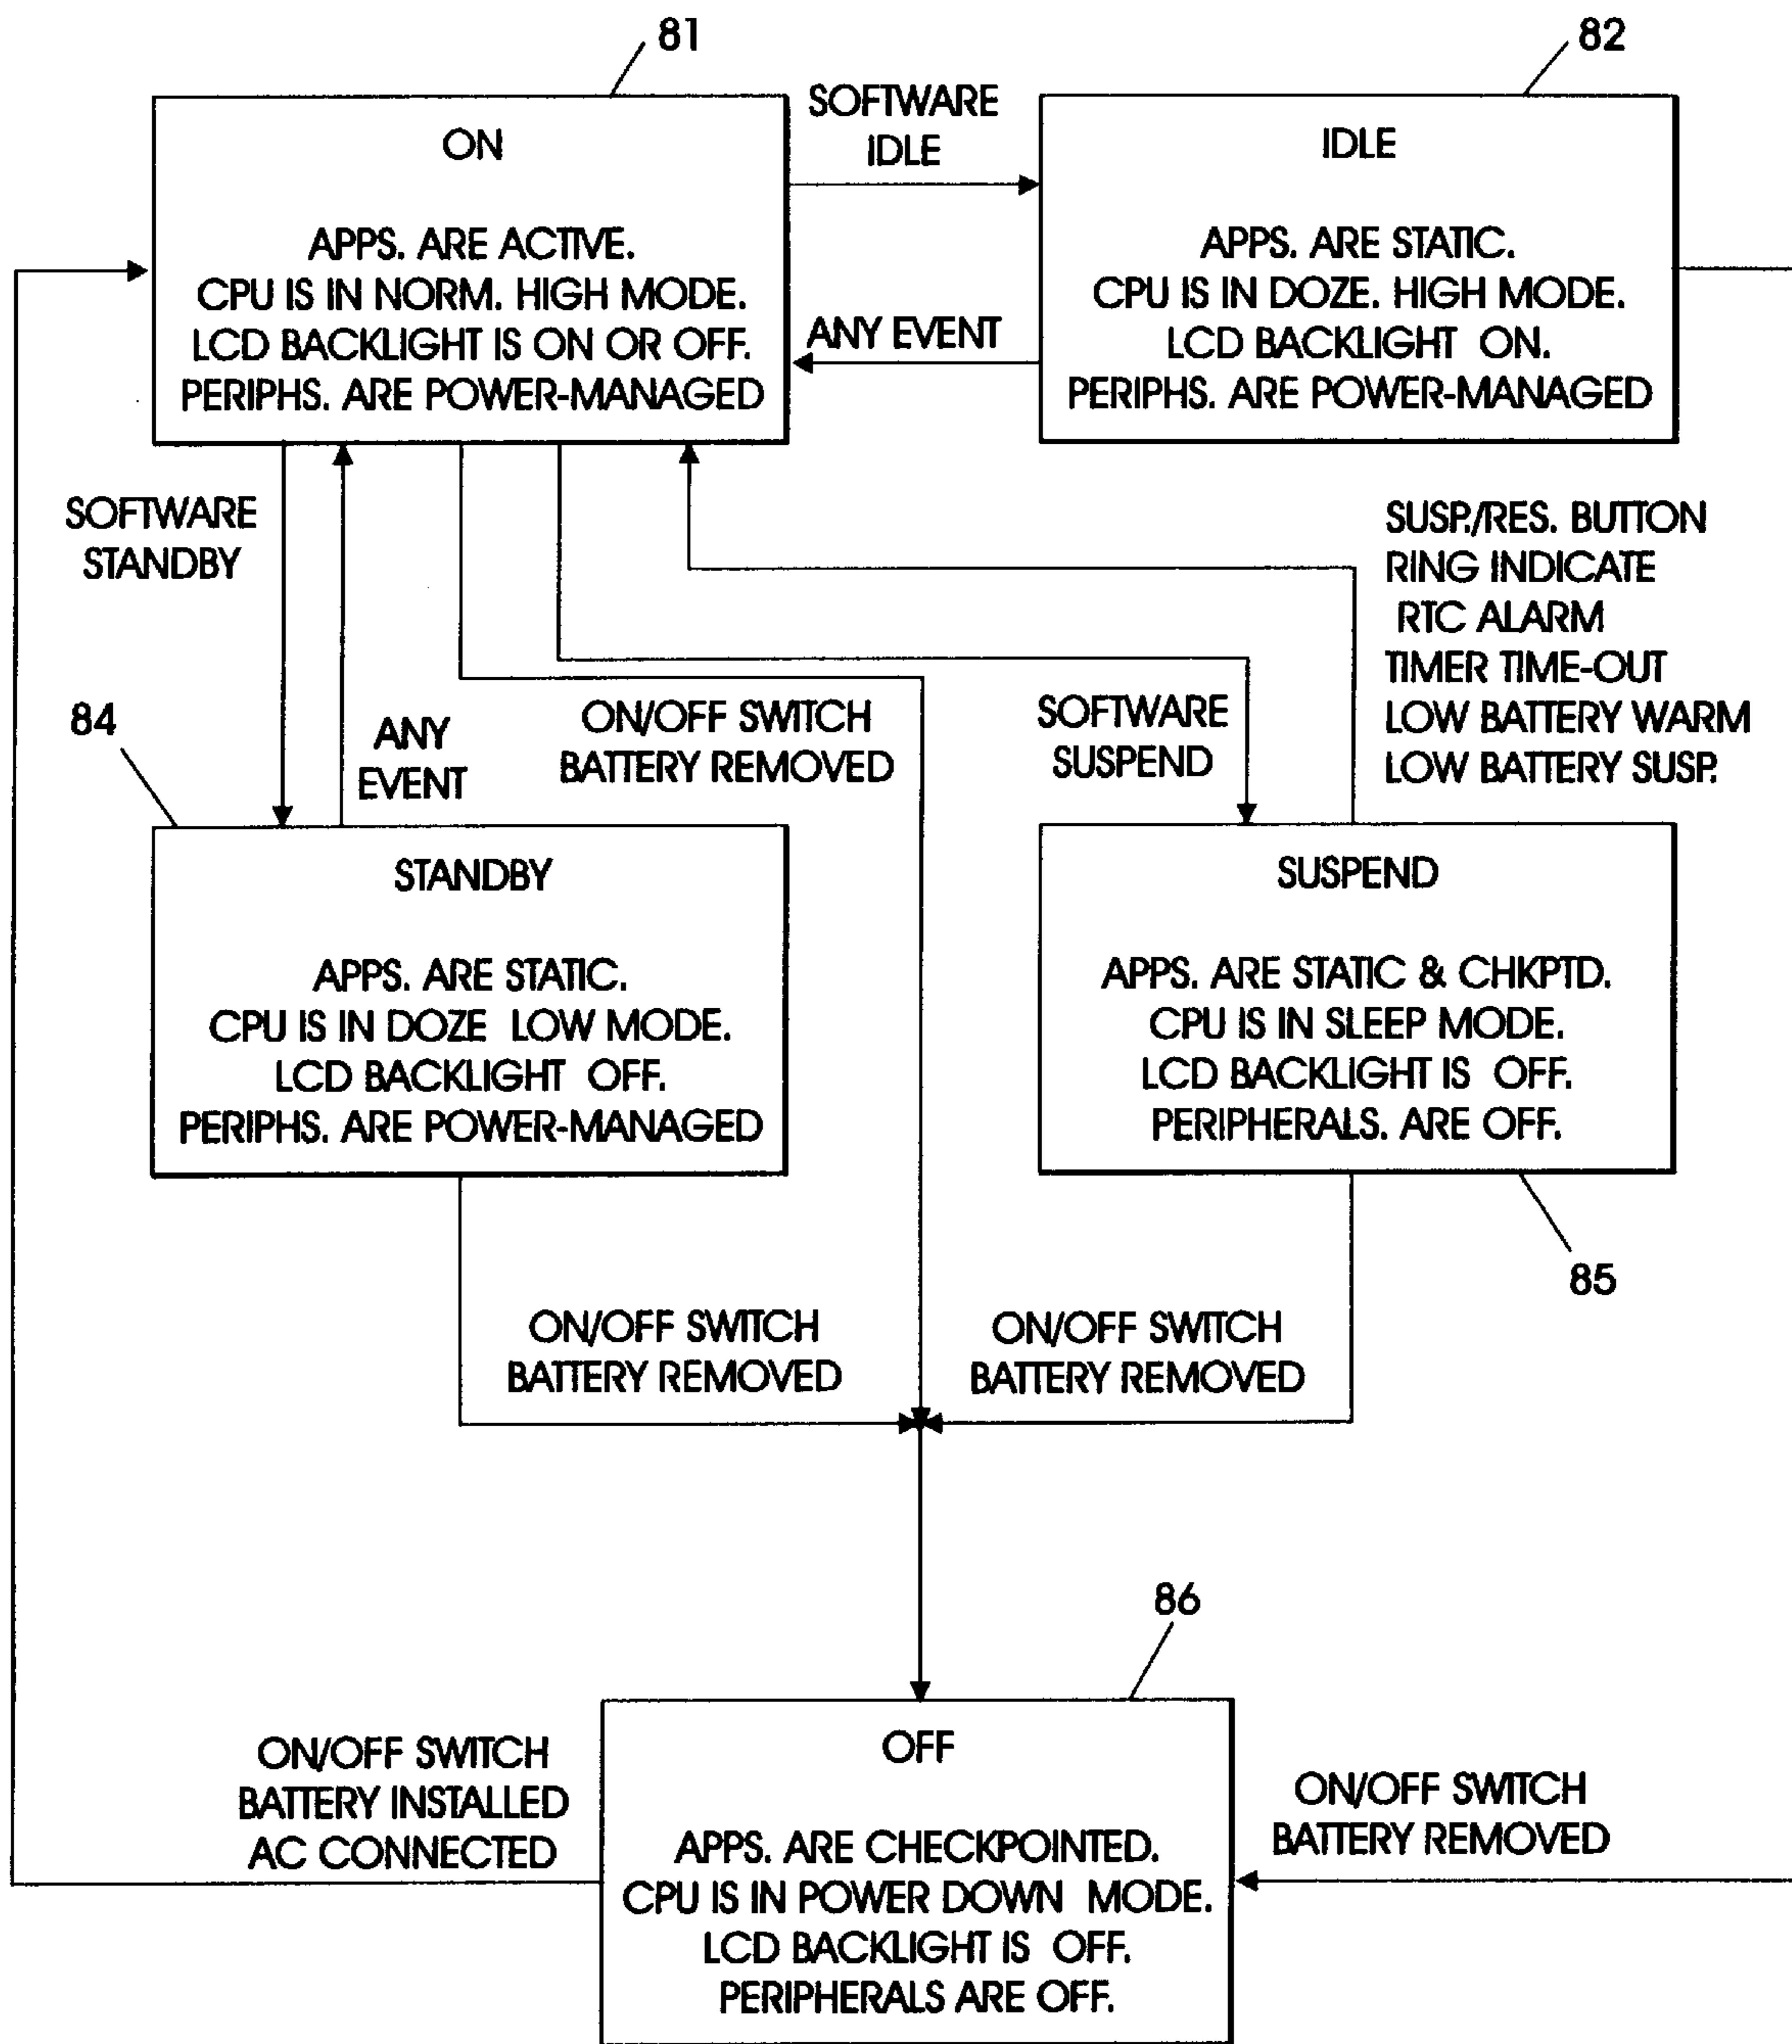 81
82
ON
APPS. ARE ACTIVE.
CPU IS IN NORM. HIGH MODE.
LCD BACKLIGHT IS ON OR OFF.
PERIPHS. ARE POWER-MANAGED
SOFTWARE
IDLE
ANY EVENT
IDLE
APPS. ARE STATIC.
CPU IS IN DOZE. HIGH MODE.
LCD BACKLIGHT ON.
PERIPHS. ARE POWER-MANAGED
SOFTWARE
STANDBY
84
ANY
EVENT
ON/OFF SWITCH
BATTERY REMOVED
SOFTWARE
SUSPEND
SUSP./RES. BUTTON
RING INDICATE
RTC ALARM
TIMER TIME-OUT
LOW BATTERY WARM
LOW BATTERY SUSP.
STANDBY
APPS. ARE STATIC.
CPU IS IN DOZE LOW MODE.
LCD BACKLIGHT OFF.
PERIPHS. ARE POWER-MANAGED
SUSPEND
APPS. ARE STATIC & CHKPTD.
CPU IS IN SLEEP MODE.
LCD BACKLIGHT IS OFF.
PERIPHERALS. ARE OFF.
85
ON/OFF SWITCH
BATTERY REMOVED
ON/OFF SWITCH
BATTERY REMOVED
86
ON/OFF SWITCH
BATTERY INSTALLED
AC CONNECTED
OFF
APPS. ARE CHECKPOINTED.
CPU IS IN POWER DOWN MODE.
LCD BACKLIGHT IS OFF.
PERIPHERALS ARE OFF.
ON/OFF SWITCH
BATTERY REMOVED